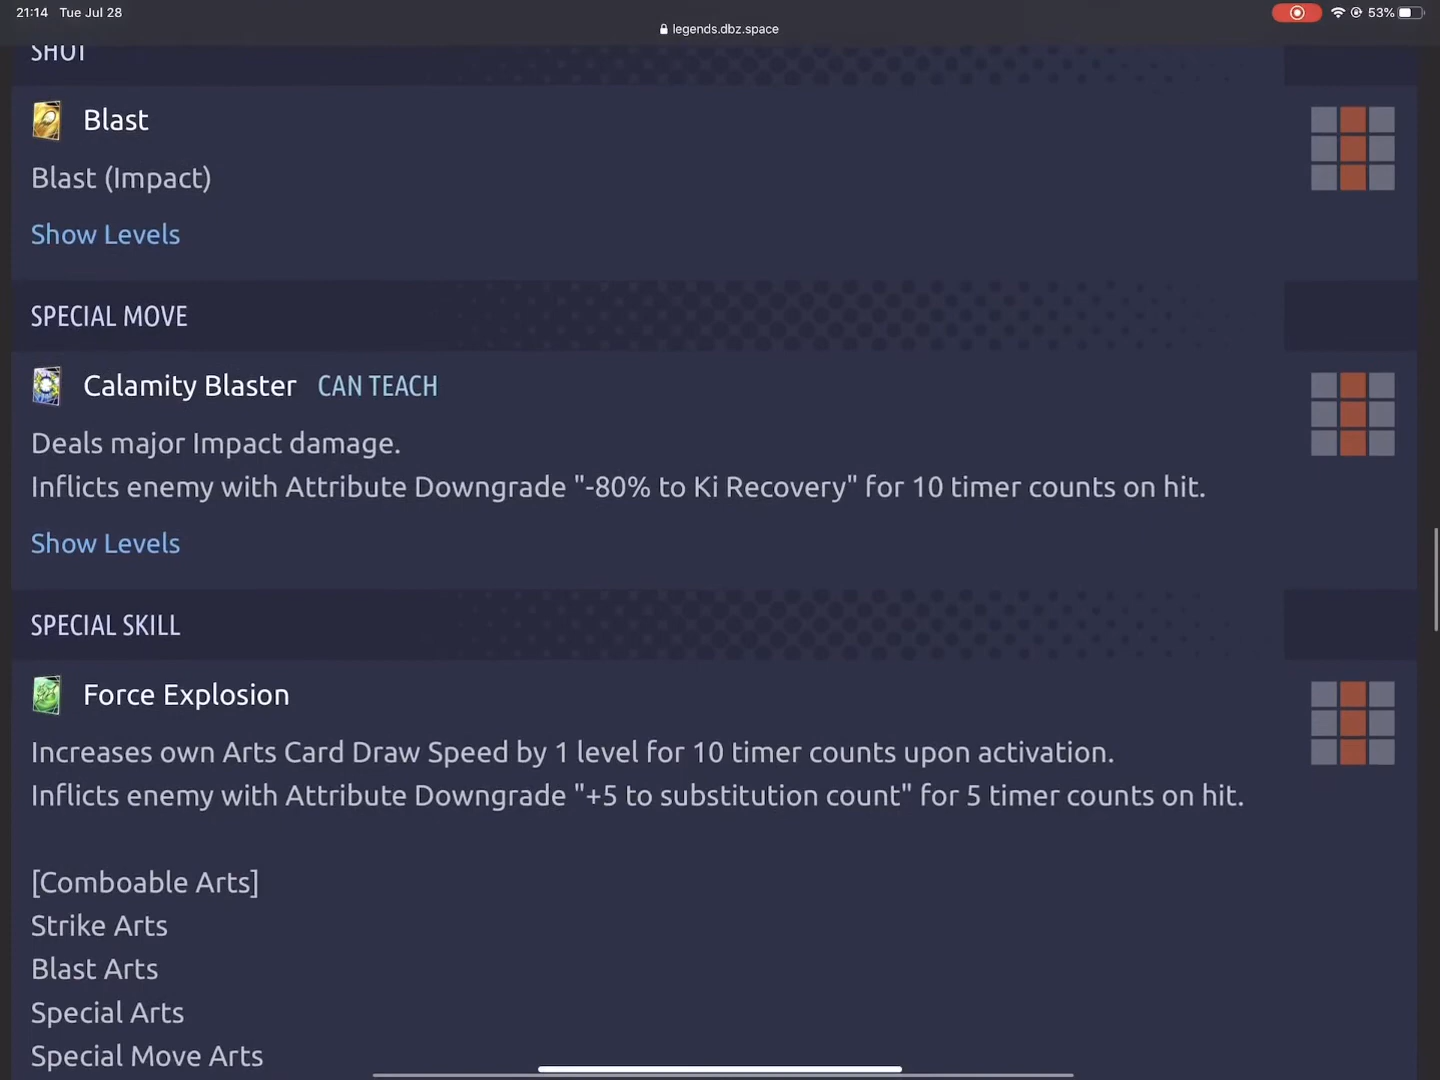 21:14 Tue Jul 28
53%
legends.dbz.space
SHOT
Blast
Blast (Impact)
Show Levels
SPECIAL MOVE
Calamity Blaster CAN TEACH
Deals major Impact damage.
Inflicts enemy with Attribute Downgrade "-80% to Ki Recovery" for 10 timer counts on hit.
Show Levels
SPECIAL SKILL
Force Explosion
Increases own Arts Card Draw Speed by 1 level for 10 timer counts upon activation.
Inflicts enemy with Attribute Downgrade "+5 to substitution count" for 5 timer counts on hit.
[Comboable Arts]
Strike Arts
Blast Arts
Special Arts
Special Move Arts